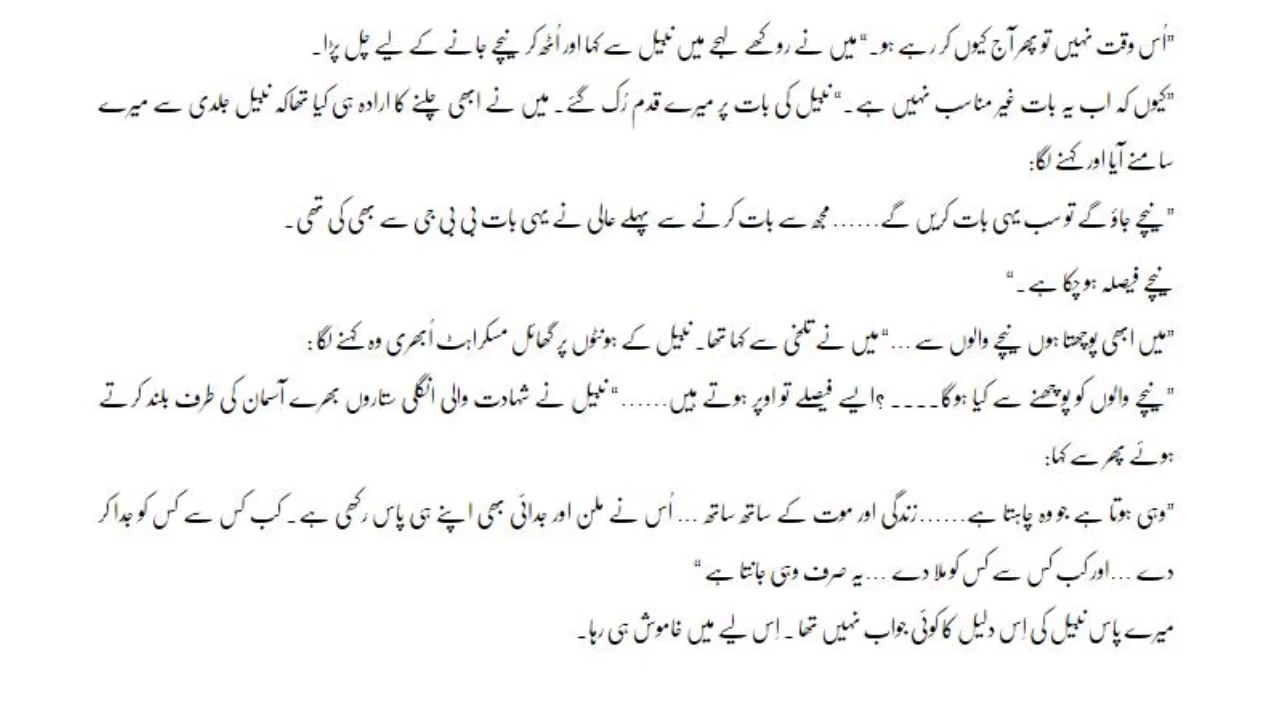 ”اُس وقت نہیں تو پھر آج کیوں کر رہے ہو۔“ میں نے روکھے لہجے میں نبیل سے کہا اور اُٹھ کر نیچے جانے کے لیے چل پڑا۔
”کیوں کہ اب یہ بات غیر مناسب نہیں ہے۔“ نبیل کی بات پر میرے قدم رُک گئے۔ میں نے ابھی چلنے کا ارادہ ہی کیا تھا کہ نبیل جلدی سے میرے
سامنے آیا اور کہنے لگا:
”نیچے جاؤ گے تو سب یہی بات کریں گے...... مجھ سے بات کرنے سے پہلے عالی نے یہی بات بی بی جی سے بھی کی تھی۔
نیچے فیصلہ ہو چکا ہے۔“
”میں ابھی پوچھتا ہوں نیچے والوں سے ...“ میں نے تلخی سے کہا تھا۔ نبیل کے ہونٹوں پر گھائل مسکراہٹ اُبھری وہ کہنے لگا:
”نیچے والوں کو پوچھنے سے کیا ہوگا۔۔۔۔ ؟ ایسے فیصلے تو اوپر ہوتے ہیں......“ نبیل نے شہادت والی انگلی ستاروں بھرے آسمان کی طرف بلند کرتے
ہوئے پھر سے کہا:
”وہی ہوتا ہے جو وہ چاہتا ہے...... زندگی اور موت کے ساتھ ساتھ ... اُس نے ملن اور جدائی بھی اپنے ہی پاس رکھی ہے۔ کب کس سے کس کو جدا کر
دے ... اور کب کس سے کس کو ملا دے ... یہ صرف وہی جانتا ہے“
میرے پاس نبیل کی اِس دلیل کا کوئی جواب نہیں تھا۔ اِس لیے میں خاموش ہی رہا۔